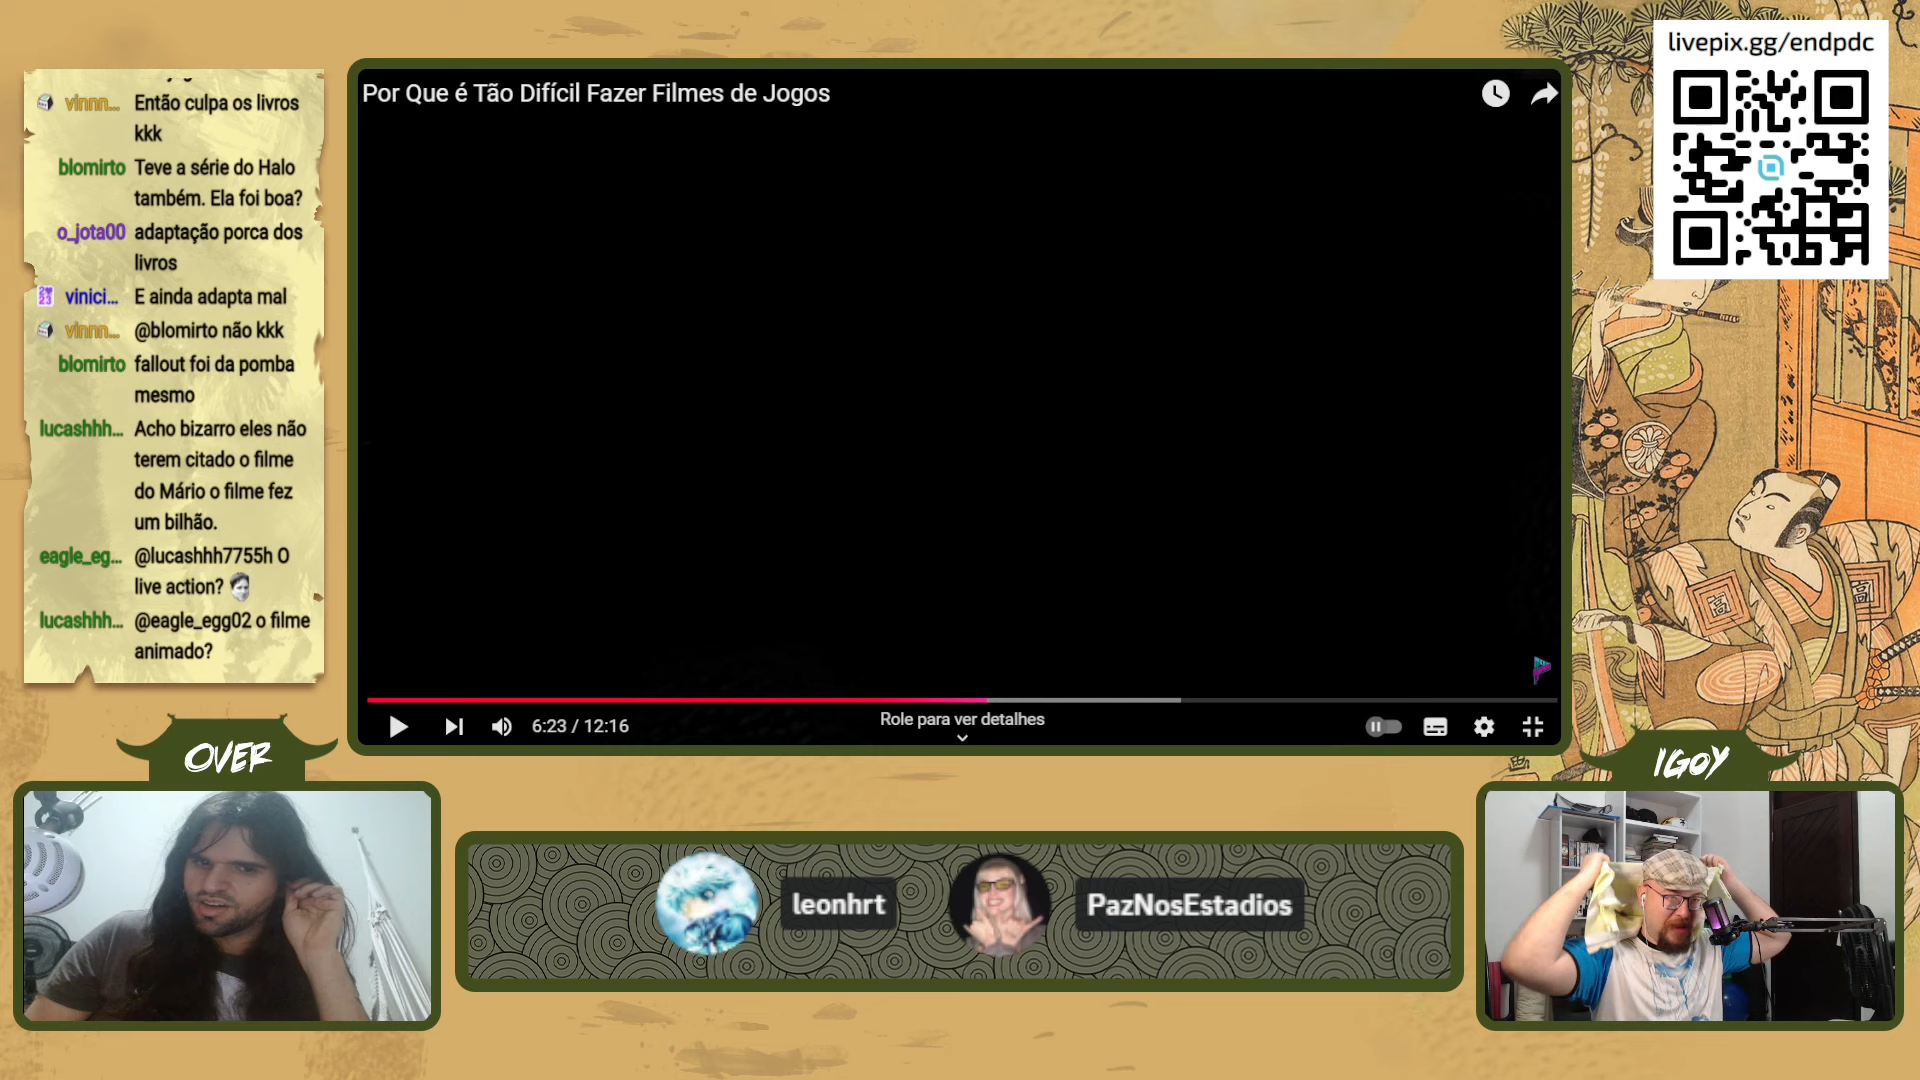 livepix.gg/endpdc
Por Que é Tão Difícil Fazer Filmes de Jogos
vinnn... Então culpa os livros
kkk
blomirto Teve a série do Halo
também. Ela foi boa?
o_jota00 adaptação porca dos
livros
vinici... E ainda adapta mal
vinnn... @blomirto não kkk
blomirto fallout foi da pomba
mesmo
lucashhh... Acho bizarro eles não
terem citado o filme
do Mário o filme fez
um bilhão.
eagle_eg... @lucashhh7755h O
live action?
lucashhh... @eagle_egg02 o filme
animado?
6:23 / 12:16
Role para ver detalhes
OVER
IGOY
leonhrt
PazNosEstadios